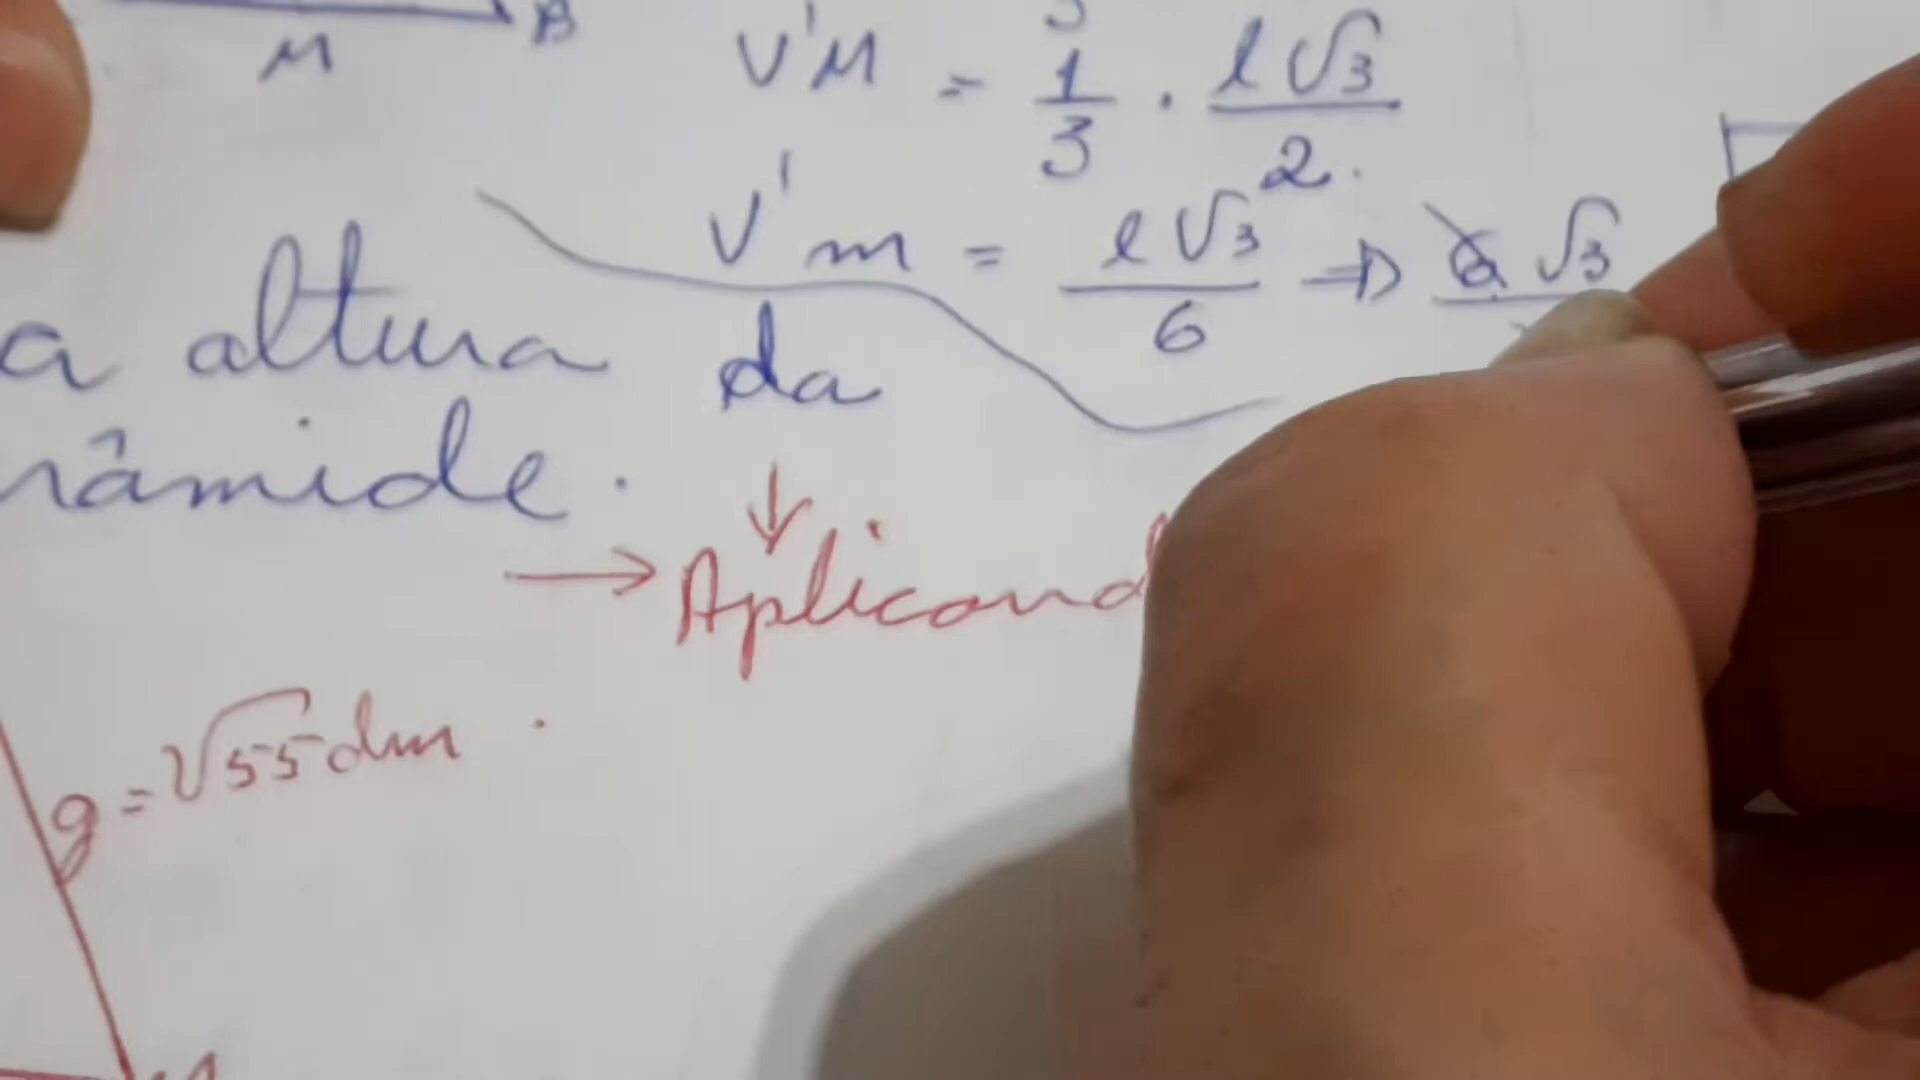 B
M
V'M = 1/3 . l√3/2.
V'm = l√3/6 ⇒ √3
a altura da
râmide.
↓
→ Aplicand
g = √55 dm .